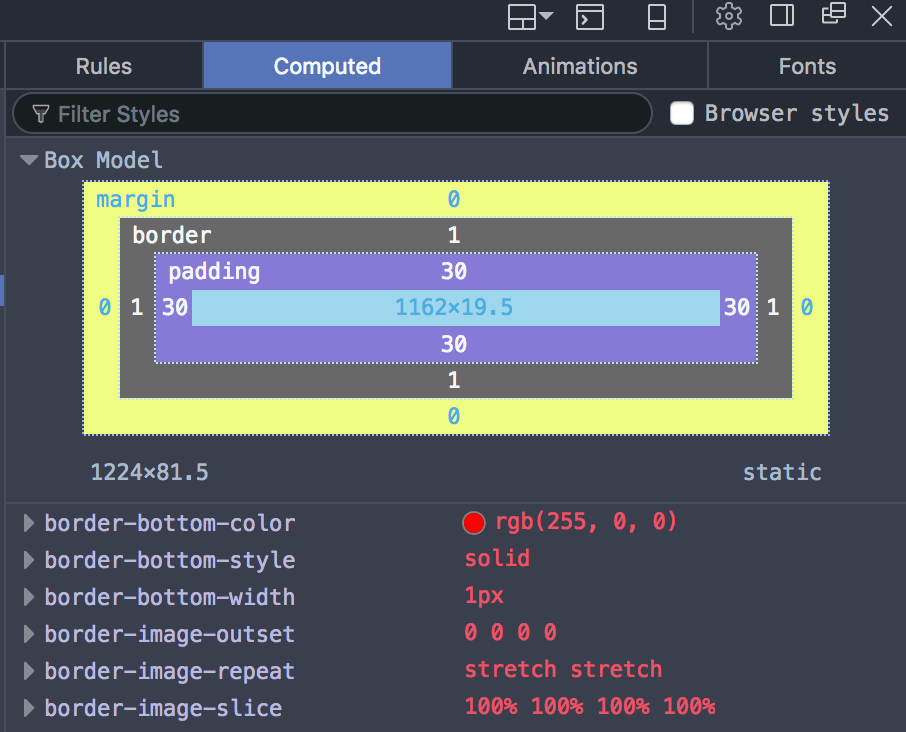 Rules Computed Animations Fonts
Filter Styles Browser styles
Box Model
margin 0
border 1
padding 30
0 1 30 1162×19.5 30 1 0
30
1
0
1224×81.5 static
border-bottom-color rgb(255, 0, 0)
border-bottom-style solid
border-bottom-width 1px
border-image-outset 0 0 0 0
border-image-repeat stretch stretch
border-image-slice 100% 100% 100% 100%